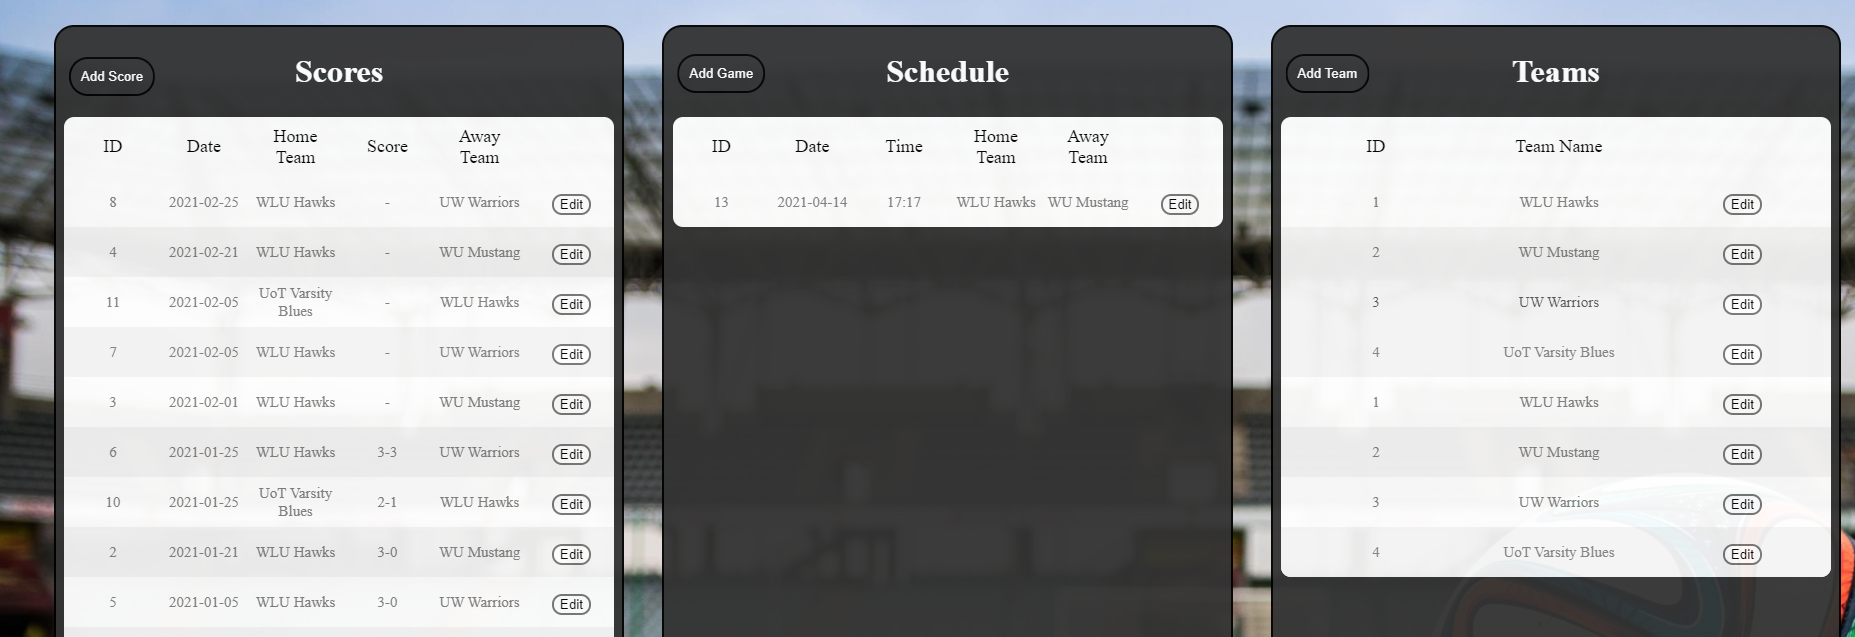 Add Score
Scores
ID Date Home Team Score Away Team
8 2021-02-25 WLU Hawks - UW Warriors Edit
4 2021-02-21 WLU Hawks - WU Mustang Edit
11 2021-02-05 UoT Varsity Blues - WLU Hawks Edit
7 2021-02-05 WLU Hawks - UW Warriors Edit
3 2021-02-01 WLU Hawks - WU Mustang Edit
6 2021-01-25 WLU Hawks 3-3 UW Warriors Edit
10 2021-01-25 UoT Varsity Blues 2-1 WLU Hawks Edit
2 2021-01-21 WLU Hawks 3-0 WU Mustang Edit
5 2021-01-05 WLU Hawks 3-0 UW Warriors Edit
Add Game
Schedule
ID Date Time Home Team Away Team
13 2021-04-14 17:17 WLU Hawks WU Mustang Edit
Add Team
Teams
ID Team Name
1 WLU Hawks Edit
2 WU Mustang Edit
3 UW Warriors Edit
4 UoT Varsity Blues Edit
1 WLU Hawks Edit
2 WU Mustang Edit
3 UW Warriors Edit
4 UoT Varsity Blues Edit